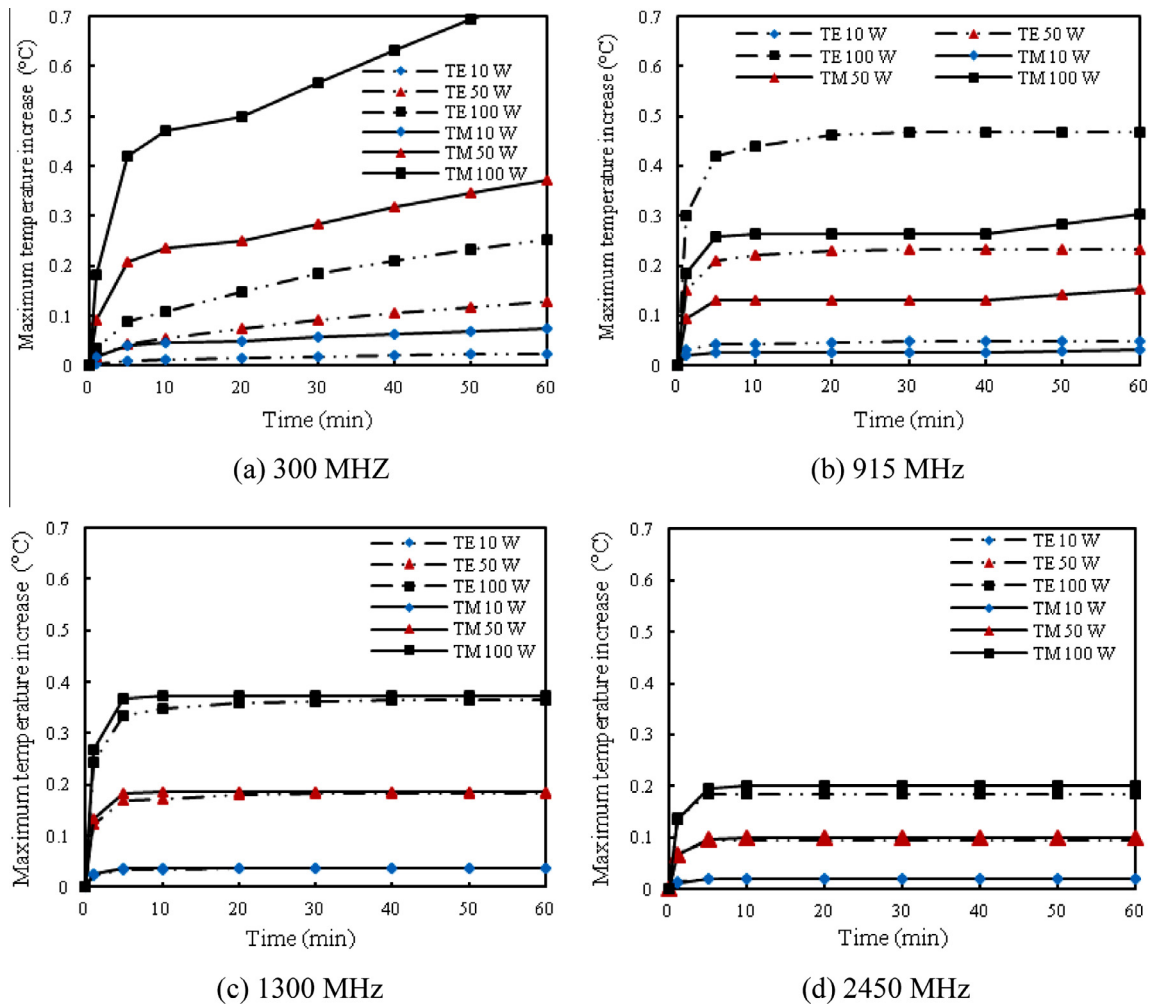 Maximum temperature increase (°C)
0.7
0.6
0.5
0.4
0.3
0.2
0.1
0
TE 10 W
TE 50 W
TE 100 W
TM 10 W
TM 50 W
TM 100 W
0 10 20 30 40 50 60
Time (min)
(a) 300 MHZ
Maximum temperature increase (°C)
0.7
0.6
0.5
0.4
0.3
0.2
0.1
0
TE 10 W TE 50 W
TE 100 W TM 10 W
TM 50 W TM 100 W
0 10 20 30 40 50 60
Time (min)
(b) 915 MHz
Maximum temperature increase (°C)
0.7
0.6
0.5
0.4
0.3
0.2
0.1
0
TE 10 W
TE 50 W
TE 100 W
TM 10 W
TM 50 W
TM 100 W
0 10 20 30 40 50 60
Time (min)
(c) 1300 MHz
Maximum temperature increase (°C)
0.7
0.6
0.5
0.4
0.3
0.2
0.1
0
TE 10 W
TE 50 W
TE 100 W
TM 10 W
TM 50 W
TM 100 W
0 10 20 30 40 50 60
Time (min)
(d) 2450 MHz